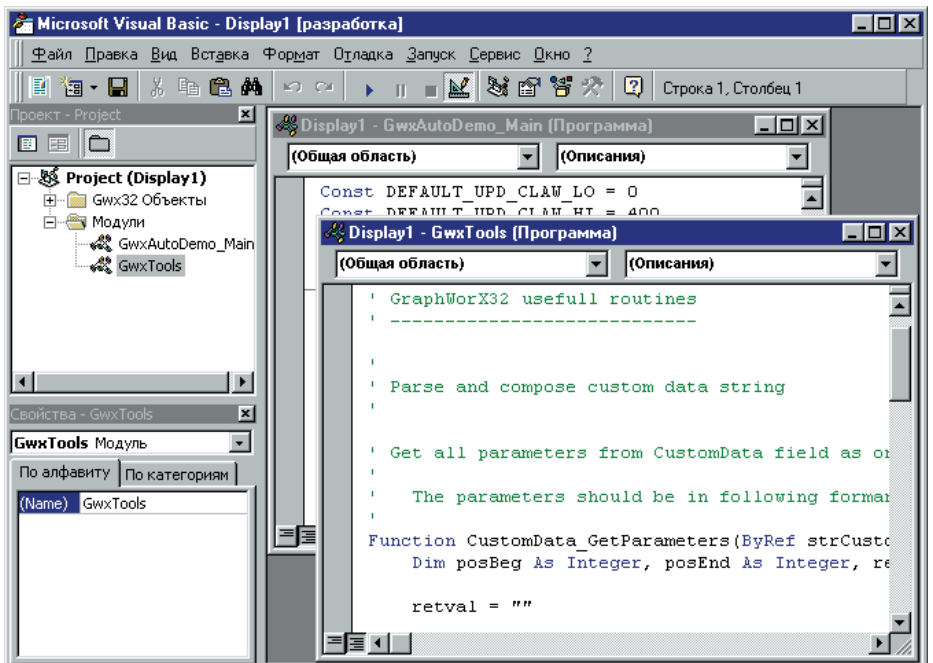 Microsoft Visual Basic - Display1 [разработка]
Файл Правка Вид Вставка Формат Отладка Запуск Сервис Окно ?
Строка 1, Столбец 1
Проект - Project
Project (Display1)
Gwx32 Объекты
Модули
GwxAutoDemo_Main
GwxTools
Свойства - GwxTools
GwxTools Модуль
По алфавиту По категориям
(Name) GwxTools
Display1 - GwxAutoDemo_Main (Программа)
(Общая область) (Описания)
Const DEFAULT_UPD_CLAW_LO = 0
Const DEFAULT_UPD_CLAW_HI = 400
Display1 - GwxTools (Программа)
(Общая область) (Описания)
' GraphWorX32 usefull routines
' ----------------------------
'
' Parse and compose custom data string
'
' Get all parameters from CustomData field as
'
' The parameters should be in following
'
Function CustomData_GetParameters(ByRef
Dim posBeg As Integer, posEnd As Integer,
retval = ""